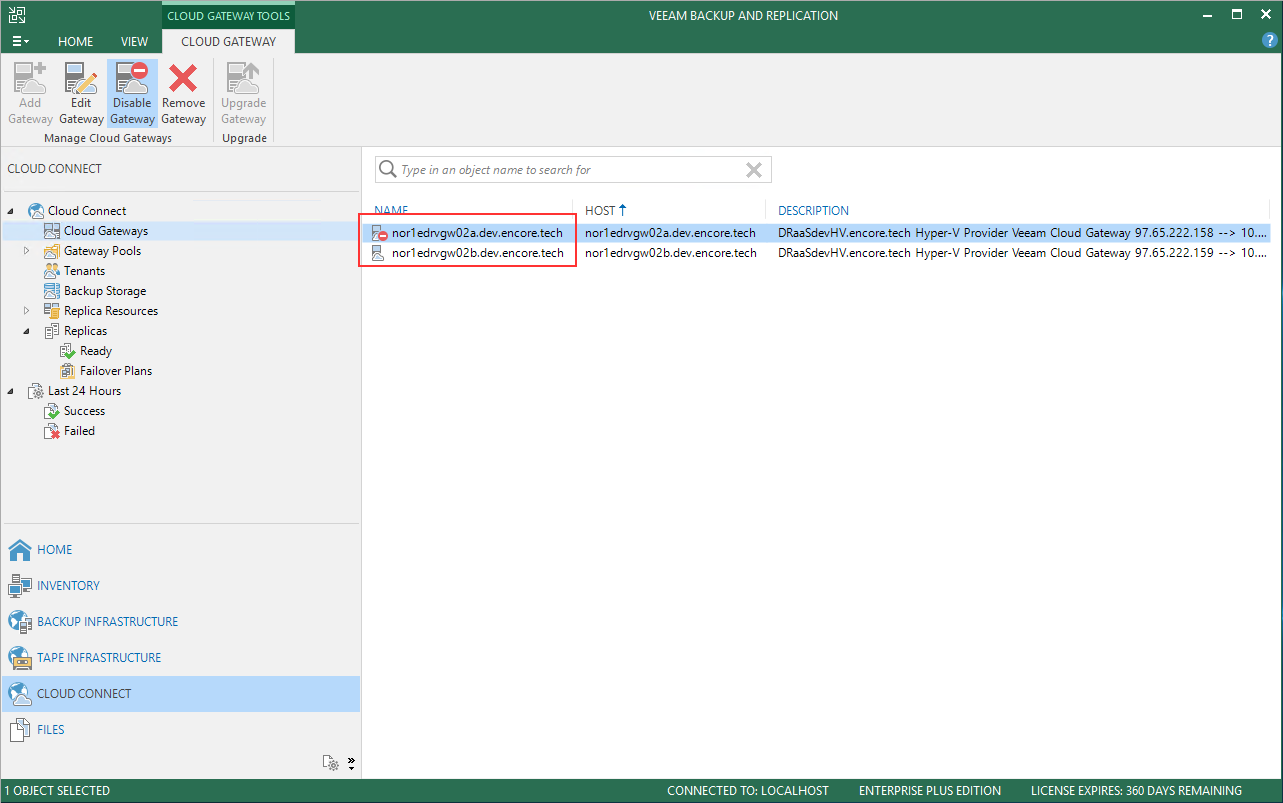 CLOUD GATEWAY TOOLS
VEEAM BACKUP AND REPLICATION
HOME VIEW CLOUD GATEWAY
Add Gateway
Edit Gateway
Disable Gateway
Remove Gateway
Upgrade Gateway
Manage Cloud Gateways
Upgrade
CLOUD CONNECT
Cloud Connect
Cloud Gateways
Gateway Pools
Tenants
Backup Storage
Replica Resources
Replicas
Ready
Failover Plans
Last 24 Hours
Success
Failed
HOME
INVENTORY
BACKUP INFRASTRUCTURE
TAPE INFRASTRUCTURE
CLOUD CONNECT
FILES
Type in an object name to search for
NAME HOST DESCRIPTION
nor1edrvgw02a.dev.encore.tech nor1edrvgw02a.dev.encore.tech DRaaSdevHV.encore.tech Hyper-V Provider Veeam Cloud Gateway 97.65.222.158 --> 10....
nor1edrvgw02b.dev.encore.tech nor1edrvgw02b.dev.encore.tech DRaaSdevHV.encore.tech Hyper-V Provider Veeam Cloud Gateway 97.65.222.159 --> 10....
1 OBJECT SELECTED CONNECTED TO: LOCALHOST ENTERPRISE PLUS EDITION LICENSE EXPIRES: 360 DAYS REMAINING